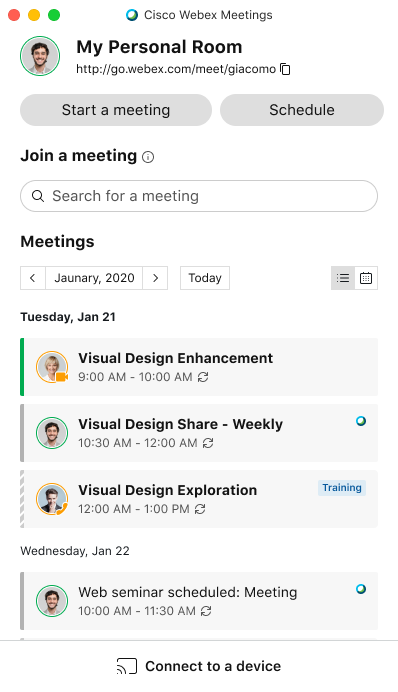 Cisco Webex Meetings
My Personal Room
http://go.webex.com/meet/giacomo
Start a meeting
Schedule
Join a meeting
Search for a meeting
Meetings
Jaunary, 2020
Today
Tuesday, Jan 21
Visual Design Enhancement
9:00 AM - 10:00 AM
Visual Design Share - Weekly
10:30 AM - 12:00 AM
Visual Design Exploration
Training
12:00 AM - 1:00 PM
Wednesday, Jan 22
Web seminar scheduled: Meeting
10:00 AM - 11:30 AM
Connect to a device